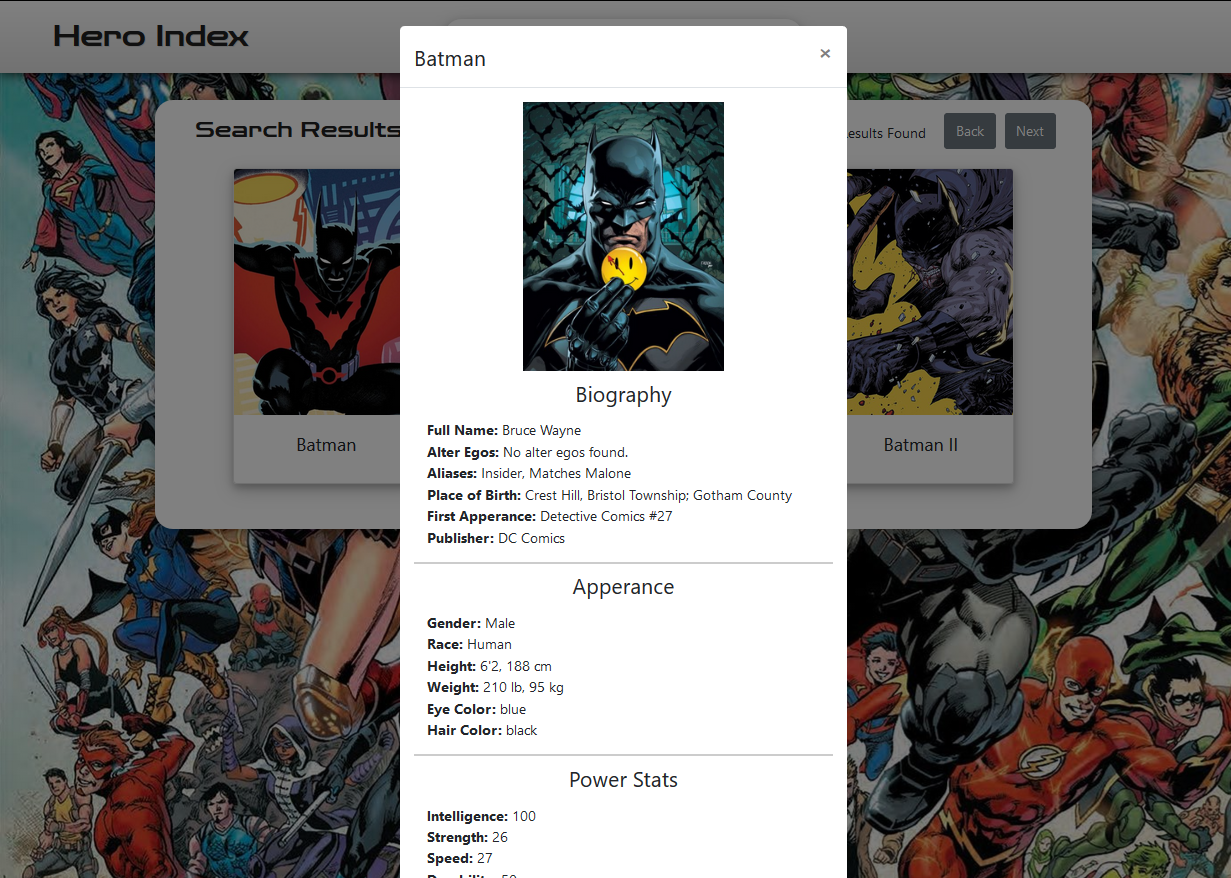 Hero Index
Batman
×
Search Results
esults Found
Back
Next
Batman
Batman II
Biography
Full Name: Bruce Wayne
Alter Egos: No alter egos found.
Aliases: Insider, Matches Malone
Place of Birth: Crest Hill, Bristol Township; Gotham County
First Apperance: Detective Comics #27
Publisher: DC Comics
Apperance
Gender: Male
Race: Human
Height: 6'2, 188 cm
Weight: 210 lb, 95 kg
Eye Color: blue
Hair Color: black
Power Stats
Intelligence: 100
Strength: 26
Speed: 27